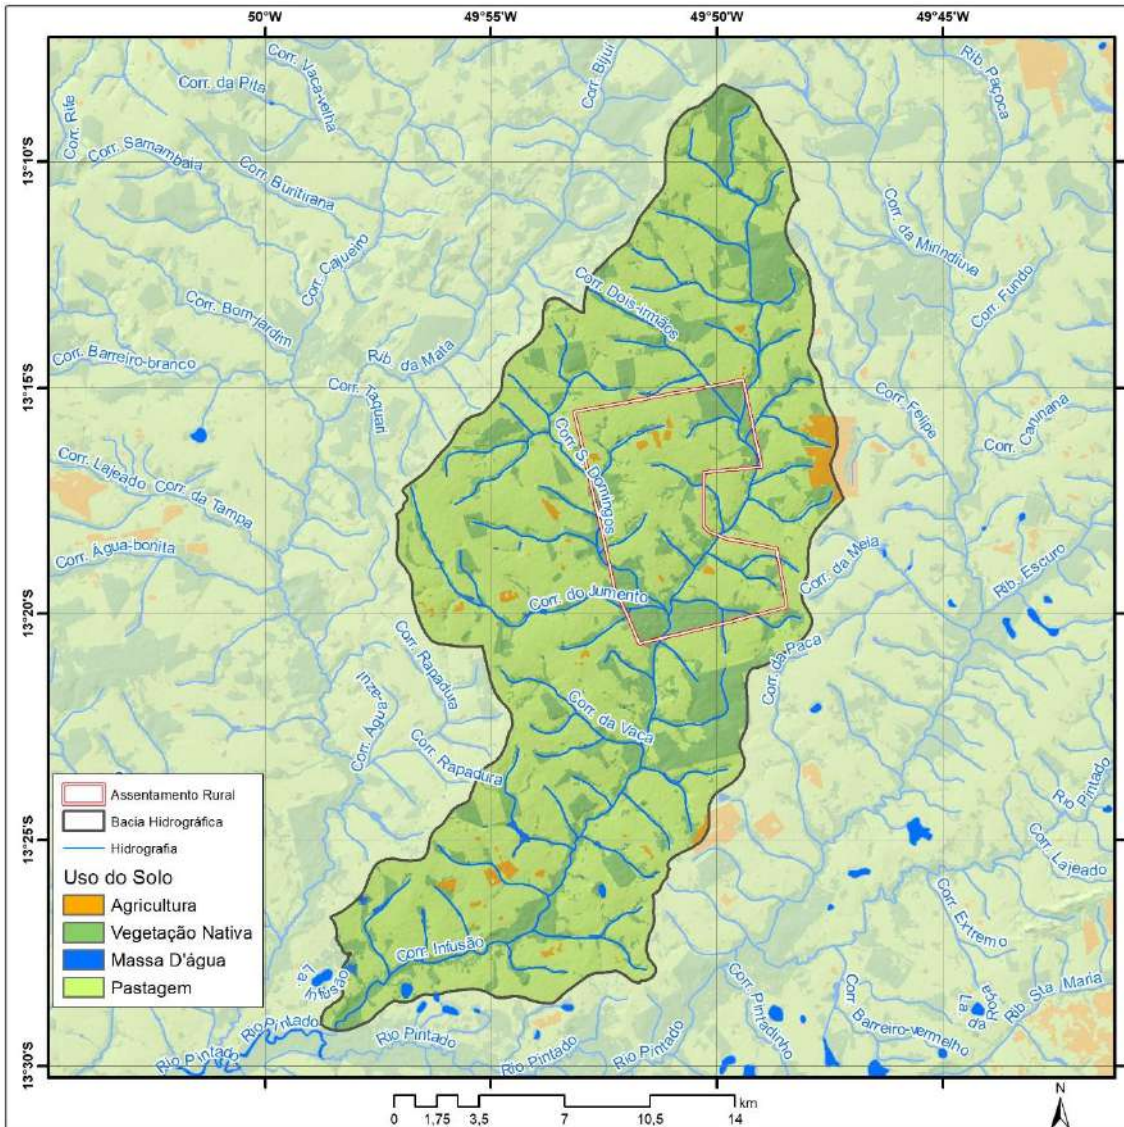 50°W 49°55'W 49°50'W 49°45'W
Corr. Vaca-velha
Corr. Bijuí
Rib. Paçoca
Corr. da Pita
Corr. Rite
13°10'S
Corr. Samambaia
Corr. Buritirana
Corr. da Mirindiuva
Corr. Cajueiro
Corr. Dois-irmãos
Corr. Fundo
Corr. Bom-jardim
Rib. da Mata
Corr. Barreiro-branco
13°15'S
Corr. Taquari
Corr. Felipe
Corr. Caninana
Corr. S. Domingos
Corr. Lajeado
Corr. da Tampa
Corr. Água-bonita
Corr. da Meia
Rib. Escuro
Corr. do Jumento
13°20'S
Corr. Rapadura
Corr. da Paca
Corr. Água-azul
Corr. da Vaca
Corr. Rapadura
Rio Pintado
13°25'S
Corr. Lajeado
Corr. Extremo
Corr. Infusão
La. Infusão
Corr. Pintadinho
Corr. Barreiro-vermelho
La. da Roça
Rib. Sta. Maria
Rio Pintado
Rio Pintado
Rio Pintado
Rio Pintado
Rio Pintado
13°30'S
Assentamento Rural
Bacia Hidrográfica
Hidrografia
Uso do Solo
Agricultura
Vegetação Nativa
Massa D'água
Pastagem
km
0 1,75 3,5 7 10,5 14
N